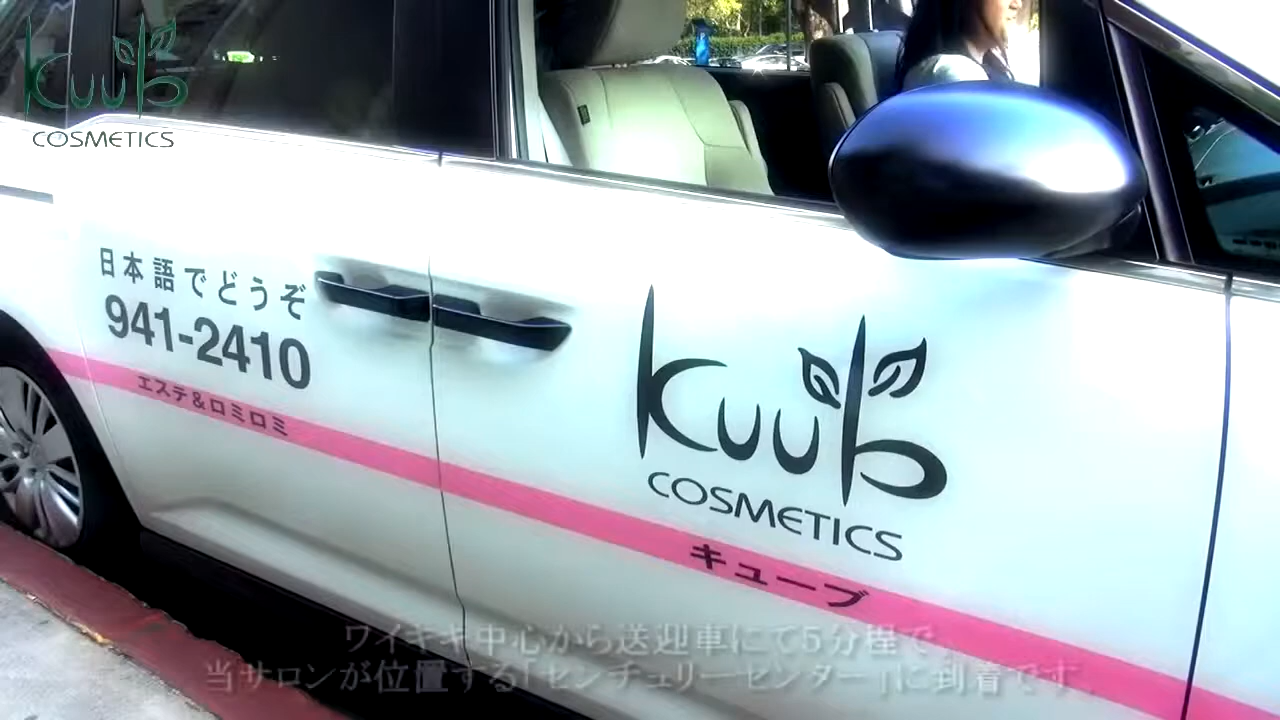 Kuub
COSMETICS
日本語でどうぞ
941-2410
エステ&ロミロミ
Kuub
COSMETICS
キューブ
ワイキキ中心から送迎車にて5分程で、
当サロンが位置する「センチュリーセンター」に到着です。